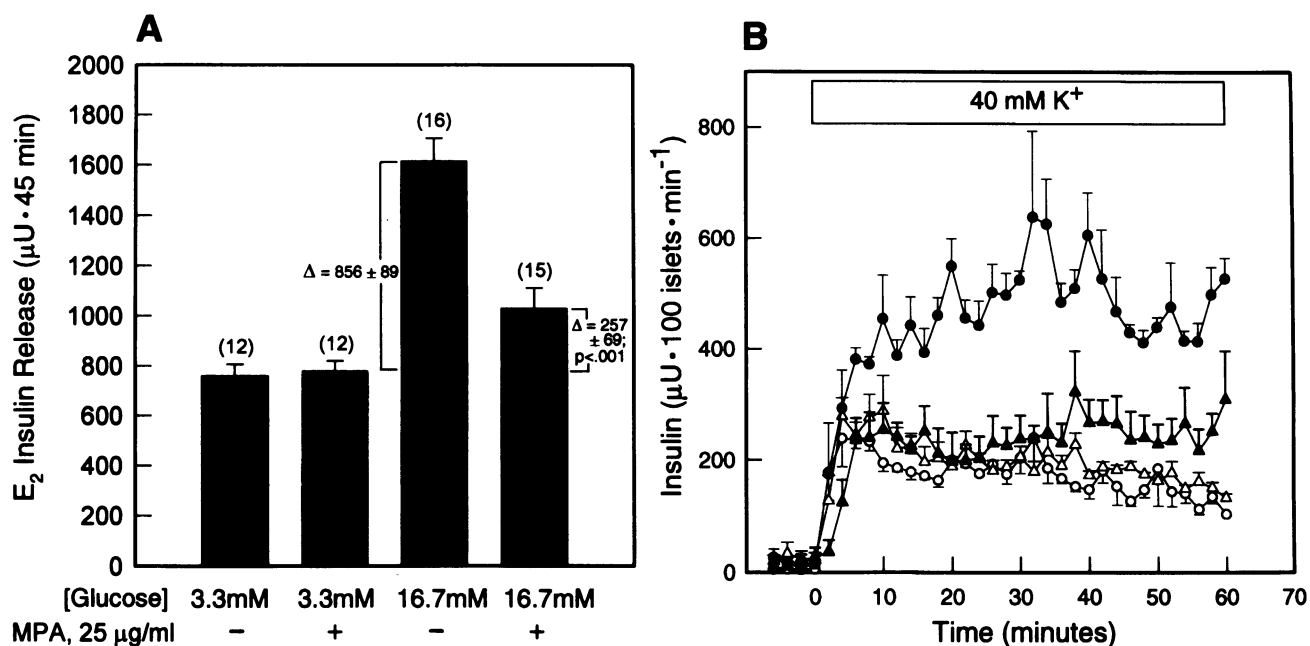 A
E₂ Insulin Release (μU · 45 min)
2000
1800
1600
1400
1200
1000
800
600
400
200
0
(12)
(12)
(16)
(15)
Δ = 856 ± 89
Δ = 257
± 69;
p<.001
[Glucose] 3.3mM 3.3mM 16.7mM 16.7mM
MPA, 25 μg/ml − + − +
B
Insulin (μU · 100 islets · min⁻¹)
800
600
400
200
0
40 mM K⁺
0 10 20 30 40 50 60 70
Time (minutes)